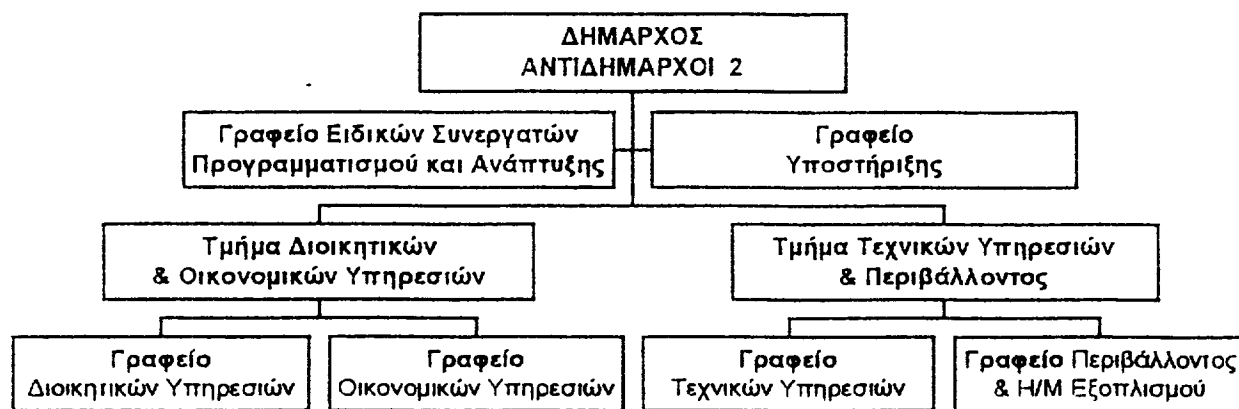 ΔΗΜΑΡΧΟΣ
ΑΝΤΙΔΗΜΑΡΧΟΙ 2
Γραφείο Ειδικών Συνεργατών
Προγραμματισμού και Ανάπτυξης
Γραφείο
Υποστήριξης
Τμήμα Διοικητικών
& Οικονομικών Υπηρεσιών
Τμήμα Τεχνικών Υπηρεσιών
& Περιβάλλοντος
Γραφείο
Διοικητικών Υπηρεσιών
Γραφείο
Οικονομικών Υπηρεσιών
Γραφείο
Τεχνικών Υπηρεσιών
Γραφείο Περιβάλλοντος
& Η/Μ Εξοπλισμού